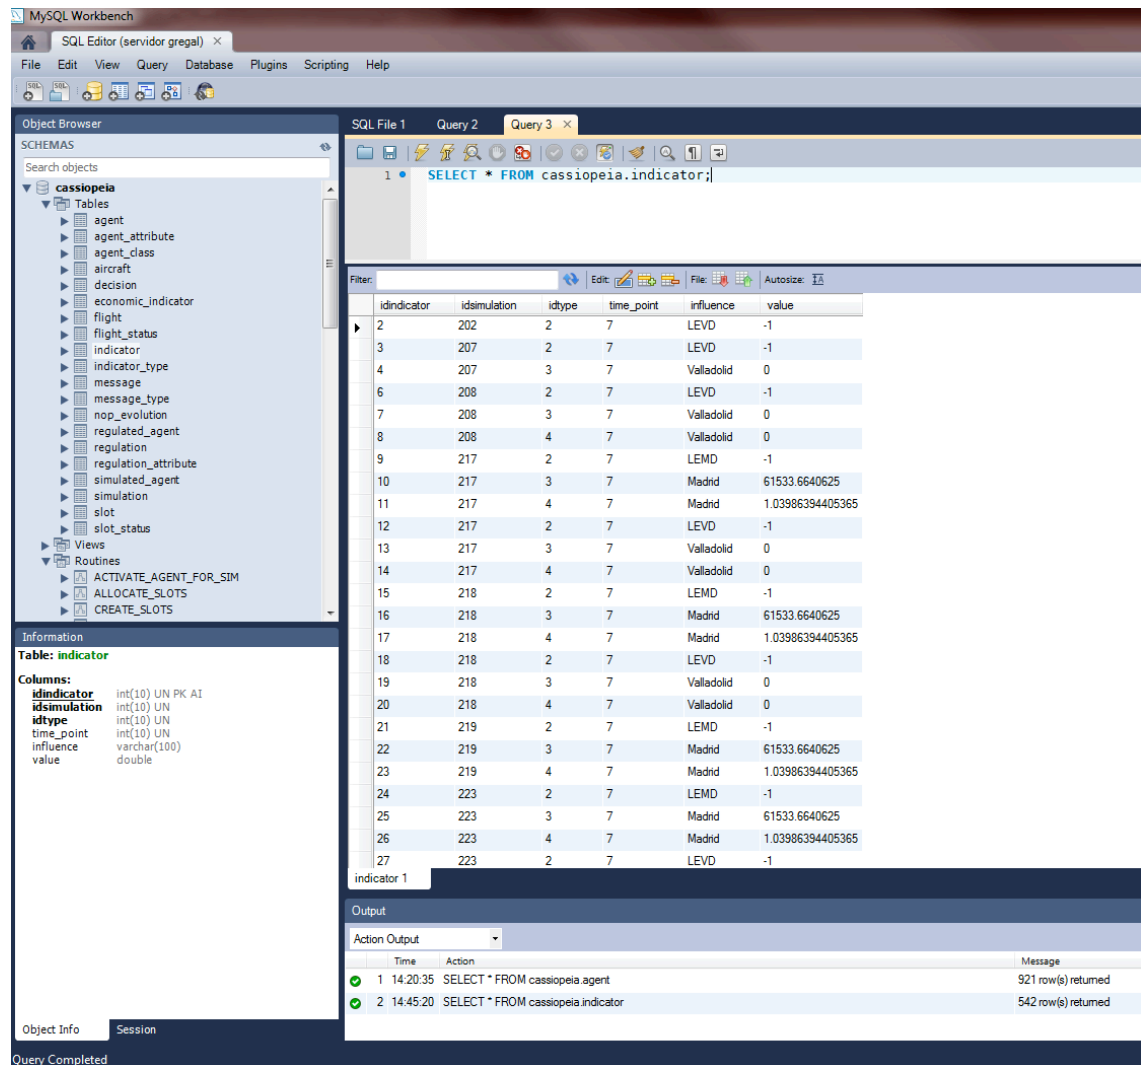 MySQL Workbench
SQL Editor (servidor gregal) ×
File Edit View Query Database Plugins Scripting Help
Object Browser
SCHEMAS
Search objects
cassiopeia
Tables
agent
agent_attribute
agent_class
aircraft
decision
economic_indicator
flight
flight_status
indicator
indicator_type
message
message_type
nop_evolution
regulated_agent
regulation
regulation_attribute
simulated_agent
simulation
slot
slot_status
Views
Routines
ACTIVATE_AGENT_FOR_SIM
ALLOCATE_SLOTS
CREATE_SLOTS
Information
Table: indicator
Columns:
idindicator int(10) UN PK AI
idsimulation int(10) UN
idtype int(10) UN
time_point int(10) UN
influence varchar(100)
value double
Object Info Session
Query Completed
SQL File 1 Query 2 Query 3 ×
1 SELECT * FROM cassiopeia.indicator;
Filter: Edit: File: Autosize:
idindicator idsimulation idtype time_point influence value
2 202 2 7 LEVD -1
3 207 2 7 LEVD -1
4 207 3 7 Valladolid 0
6 208 2 7 LEVD -1
7 208 3 7 Valladolid 0
8 208 4 7 Valladolid 0
9 217 2 7 LEMD -1
10 217 3 7 Madrid 61533.6640625
11 217 4 7 Madrid 1.03986394405365
12 217 2 7 LEVD -1
13 217 3 7 Valladolid 0
14 217 4 7 Valladolid 0
15 218 2 7 LEMD -1
16 218 3 7 Madrid 61533.6640625
17 218 4 7 Madrid 1.03986394405365
18 218 2 7 LEVD -1
19 218 3 7 Valladolid 0
20 218 4 7 Valladolid 0
21 219 2 7 LEMD -1
22 219 3 7 Madrid 61533.6640625
23 219 4 7 Madrid 1.03986394405365
24 223 2 7 LEMD -1
25 223 3 7 Madrid 61533.6640625
26 223 4 7 Madrid 1.03986394405365
27 223 2 7 LEVD -1
indicator 1
Output
Action Output
Time Action Message
1 14:20:35 SELECT * FROM cassiopeia.agent 921 row(s) returned
2 14:45:20 SELECT * FROM cassiopeia.indicator 542 row(s) returned